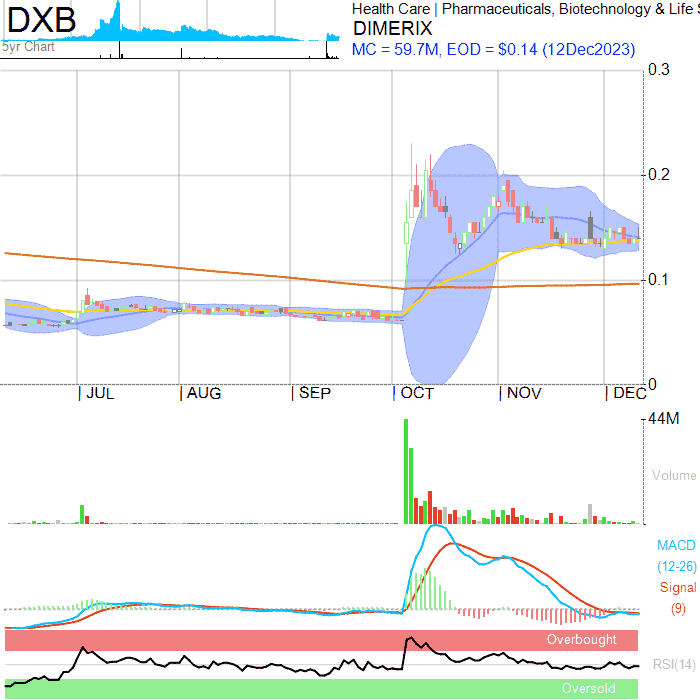 DXB
5yr Chart
Health Care | Pharmaceuticals, Biotechnology & Life
DIMERIX
MC = 59.7M, EOD = $0.14 (12Dec2023)
0.3
0.2
0.1
0
| JUL | AUG | SEP | OCT | NOV | DEC
44M
Volume
MACD
(12-26)
Signal
(9)
Overbought
RSI(14)
Oversold